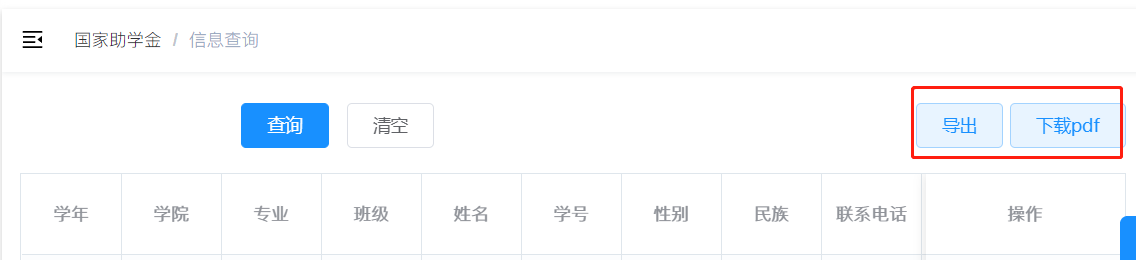 国家助学金 / 信息查询
查询 清空 导出 下载pdf
学年 学院 专业 班级 姓名 学号 性别 民族 联系电话 操作